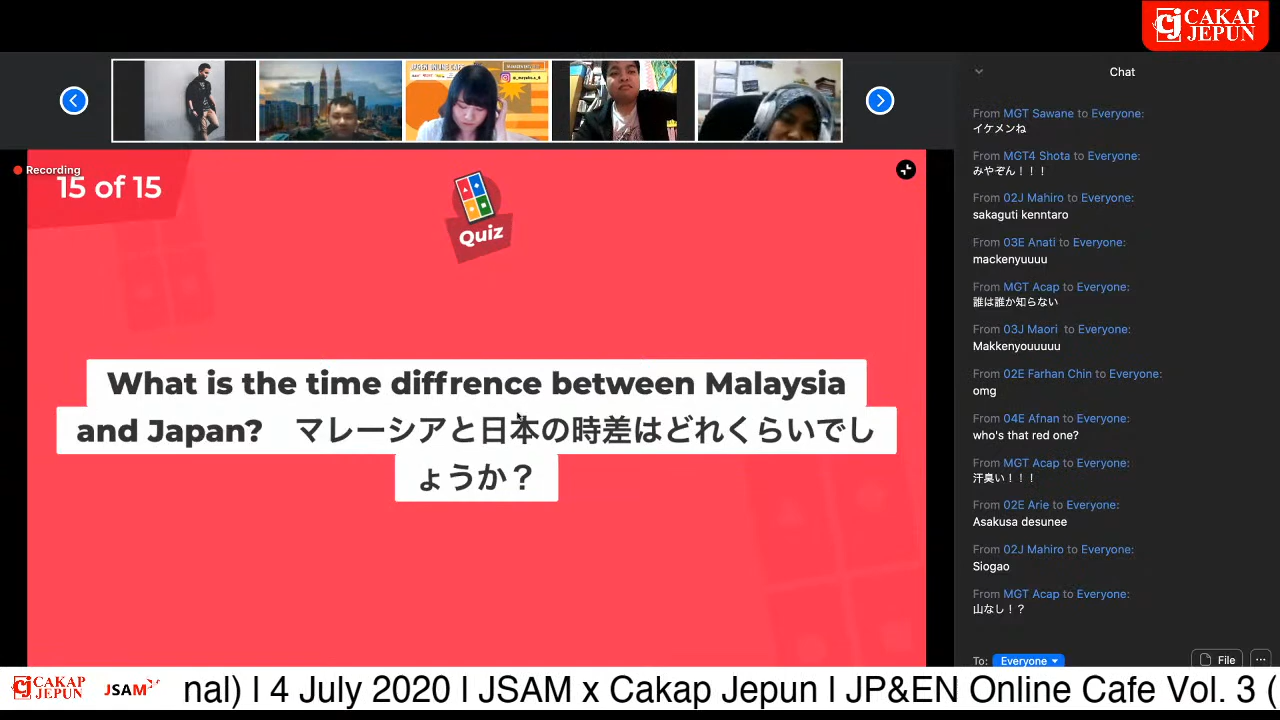 CAKAP
JEPUN
Chat
Recording
15 of 15
Quiz
What is the time diffrence between Malaysia
and Japan? マレーシアと日本の時差はどれくらいでし
ょうか？
From MGT Sawane to Everyone:
イケメンね
From MGT4 Shota to Everyone:
みやぞん！！！
From 02J Mahiro to Everyone:
sakaguti kenntaro
From 03E Anati to Everyone:
mackenyuuuu
From MGT Acap to Everyone:
誰は誰か知らない
From 03J Maori to Everyone:
Makkenyouuuuu
From 02E Farhan Chin to Everyone:
omg
From 04E Afnan to Everyone:
who's that red one?
From MGT Acap to Everyone:
汗臭い！！！
From 02E Arie to Everyone:
Asakusa desunee
From 02J Mahiro to Everyone:
Siogao
From MGT Acap to Everyone:
山なし！？
To: Everyone
File
CAKAP
JEPUN
JSAM
nal) I 4 July 2020 I JSAM x Cakap Jepun I JP&EN Online Cafe Vol. 3 (